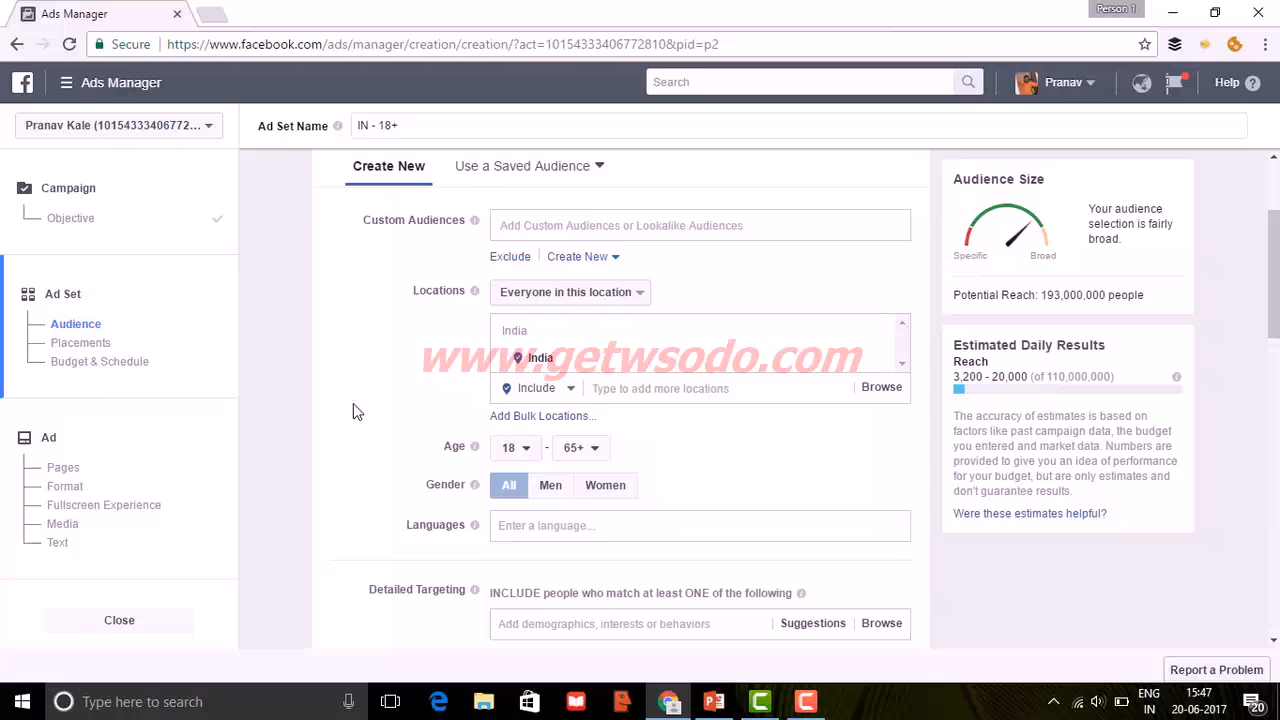 Ads Manager
Person 1
Secure https://www.facebook.com/ads/manager/creation/creation/?act=10154333406772810&pid=p2
Ads Manager
Search
Pranav
Help
Pranav Kale (10154333406772...
Ad Set Name
IN - 18+
Campaign
Objective
Ad Set
Audience
Placements
Budget & Schedule
Ad
Pages
Format
Fullscreen Experience
Media
Text
Close
Create New
Use a Saved Audience
Custom Audiences
Add Custom Audiences or Lookalike Audiences
Exclude
Create New
Locations
Everyone in this location
India
India
www.getwsodo.com
Include
Type to add more locations
Browse
Add Bulk Locations...
Age
18 - 65+
Gender
All
Men
Women
Languages
Enter a language...
Detailed Targeting
INCLUDE people who match at least ONE of the following
Add demographics, interests or behaviors
Suggestions
Browse
Audience Size
Specific
Broad
Your audience
selection is fairly
broad.
Potential Reach: 193,000,000 people
Estimated Daily Results
Reach
3,200 - 20,000 (of 110,000,000)
The accuracy of estimates is based on
factors like past campaign data, the budget
you entered and market data. Numbers are
provided to give you an idea of performance
for your budget, but are only estimates and
don't guarantee results.
Were these estimates helpful?
Report a Problem
Type here to search
ENG
IN
15:47
20-06-2017
20